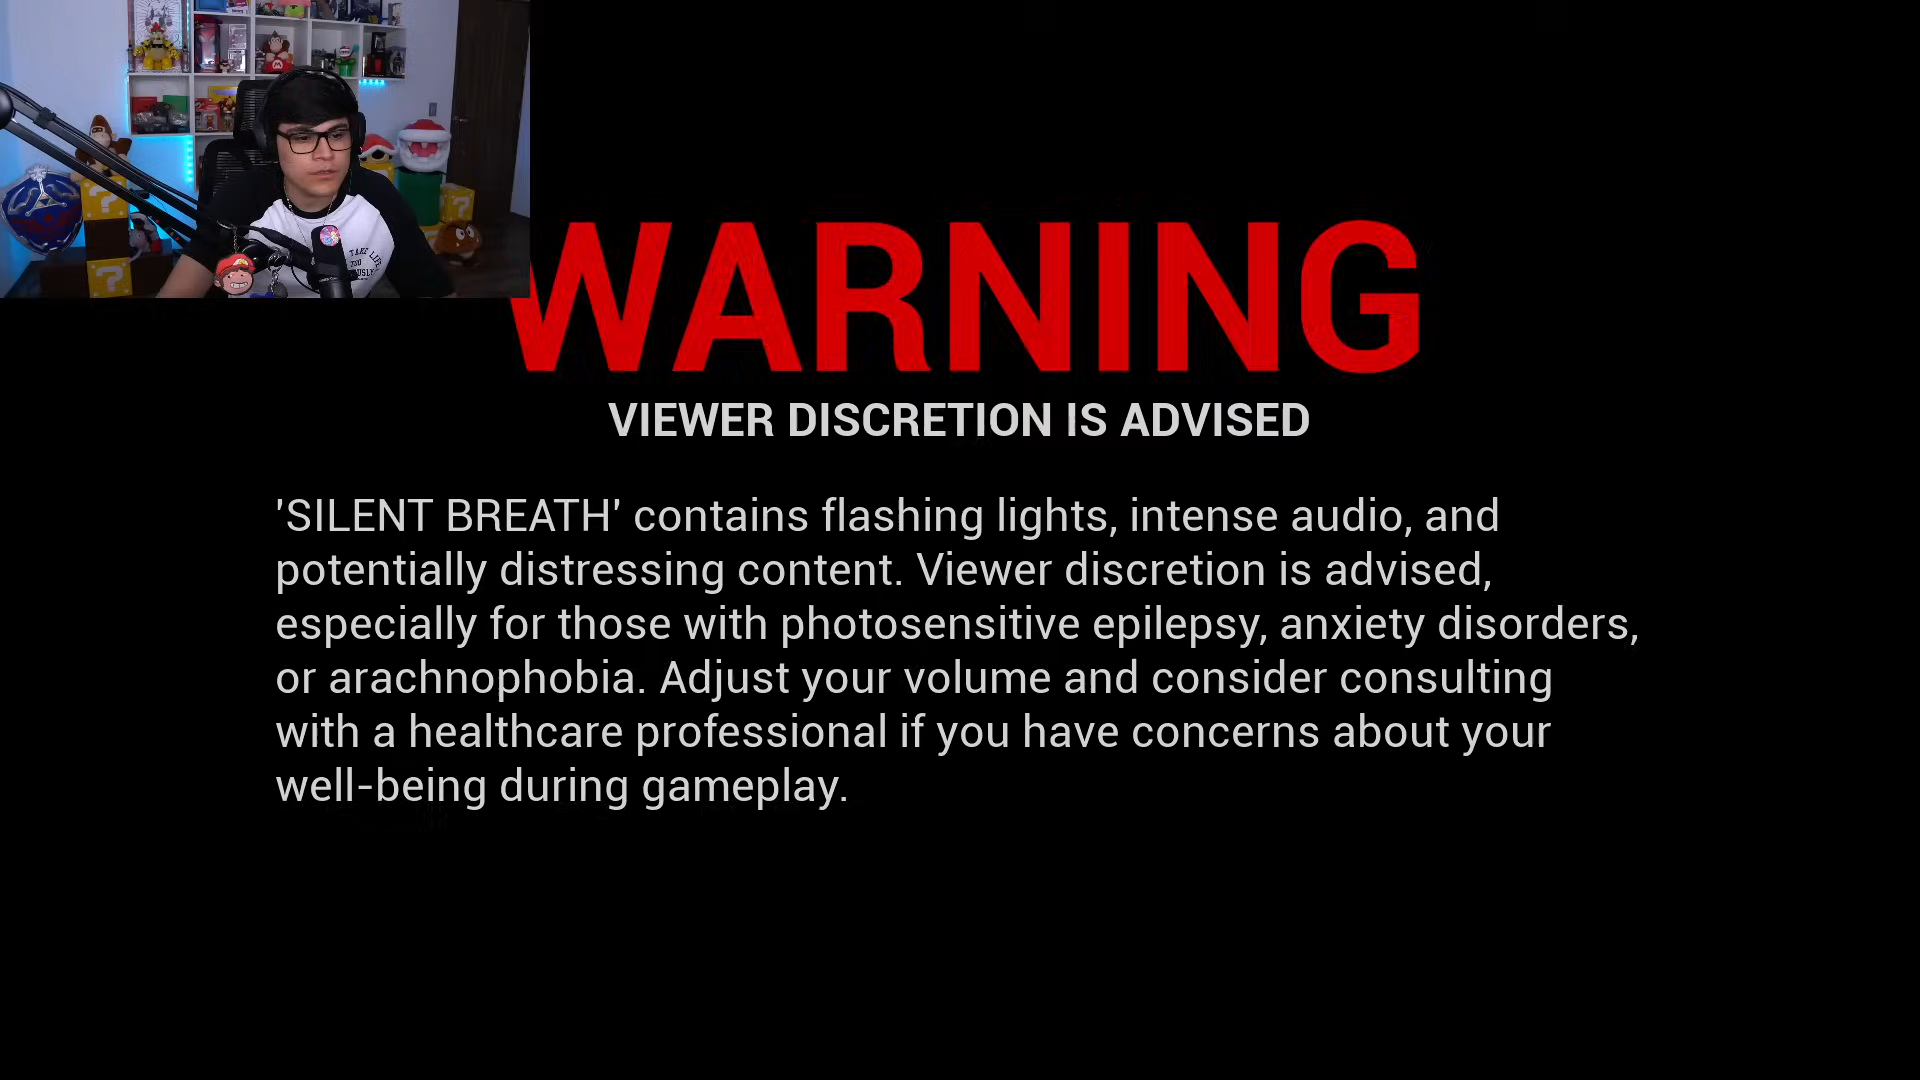 TAKE LIFE
WARNING
VIEWER DISCRETION IS ADVISED
'SILENT BREATH' contains flashing lights, intense audio, and
potentially distressing content. Viewer discretion is advised,
especially for those with photosensitive epilepsy, anxiety disorders,
or arachnophobia. Adjust your volume and consider consulting
with a healthcare professional if you have concerns about your
well-being during gameplay.